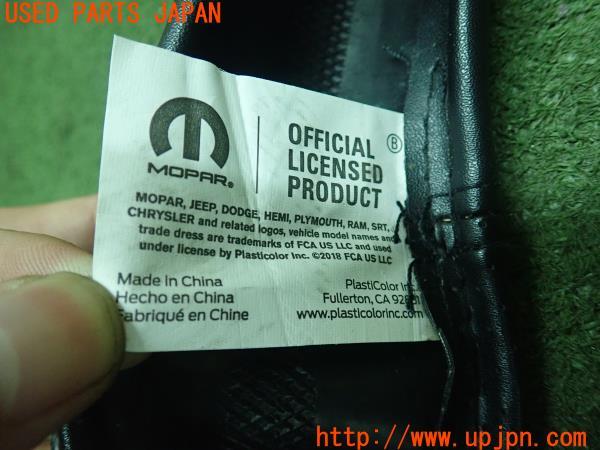 USED PARTS JAPAN
MOPAR®
OFFICIAL ®
LICENSED
PRODUCT
MOPAR, JEEP, DODGE, HEMI, PLYMOUTH, RAM, SRT,
CHRYSLER and related logos, vehicle model names and
trade dress are trademarks of FCA US LLC and used
under license by Plasticolor Inc. ©2018 FCA US LLC
Made in China
Hecho en China
Fabriqué en Chine
PlastiColor Inc.
Fullerton, CA
www.plasticolorinc.com
http://www.upjpn.com/